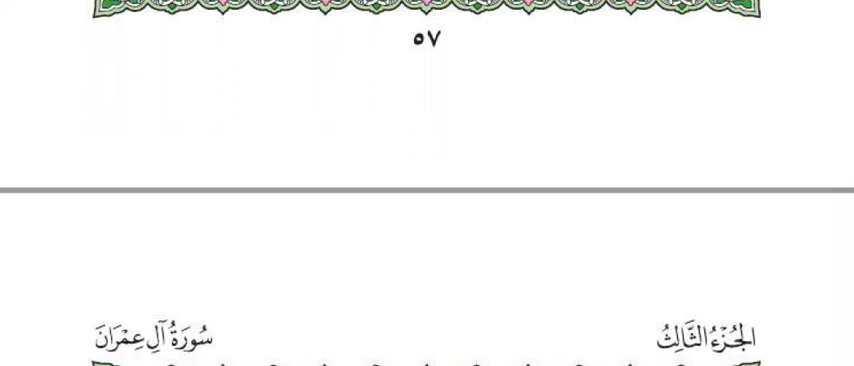 ٥٧
الجُزْءُ الثَّالِثُ سُورَةُ آلِ عِمْرَانَ